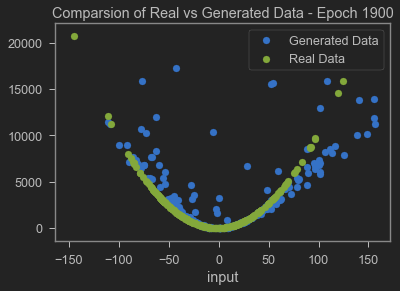 Comparsion of Real vs Generated Data - Epoch 1900
Generated Data
Real Data
20000
15000
10000
5000
0
−150 −100 −50 0 50 100 150
input